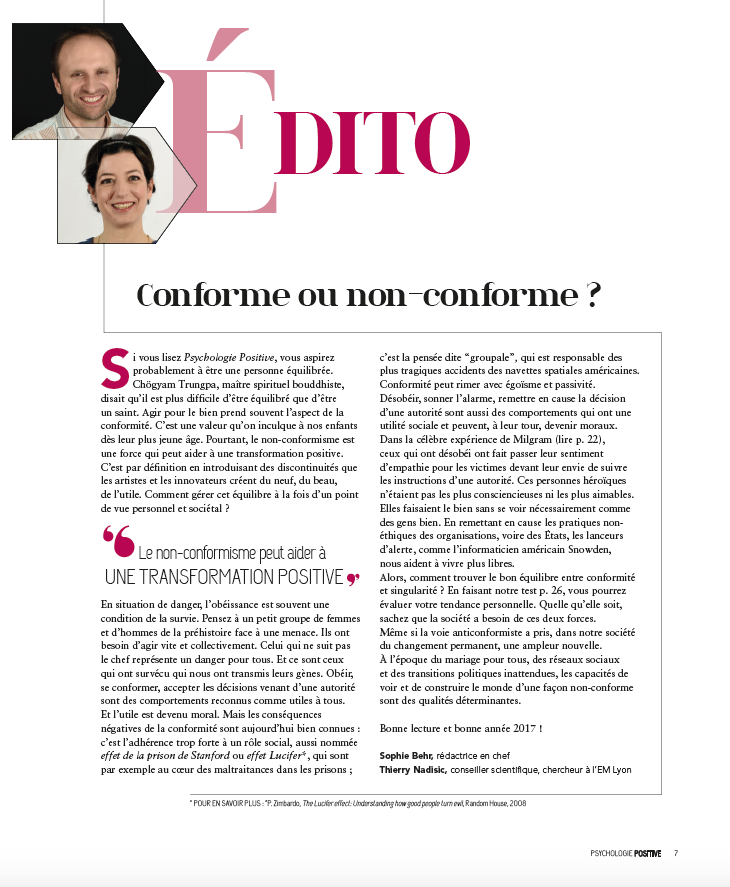 ÉDITO
Conforme ou non-conforme ?
Si vous lisez Psychologie Positive, vous aspirez
probablement à être une personne équilibrée.
Chögyam Trungpa, maître spirituel bouddhiste,
disait qu'il est plus difficile d'être équilibré que d'être
un saint. Agir pour le bien prend souvent l'aspect de la
conformité. C'est une valeur qu'on inculque à nos enfants
dès leur plus jeune âge. Pourtant, le non-conformisme est
une force qui peut aider à une transformation positive.
C'est par définition en introduisant des discontinuités que
les artistes et les innovateurs créent du neuf, du beau,
de l'utile. Comment gérer cet équilibre à la fois d'un point
de vue personnel et sociétal ?
❝ Le non-conformisme peut aider à
UNE TRANSFORMATION POSITIVE ❞
En situation de danger, l'obéissance est souvent une
condition de la survie. Pensez à un petit groupe de femmes
et d'hommes de la préhistoire face à une menace. Ils ont
besoin d'agir vite et collectivement. Celui qui ne suit pas
le chef représente un danger pour tous. Et ce sont ceux
qui ont survécu qui nous ont transmis leurs gènes. Obéir,
se conformer, accepter les décisions venant d'une autorité
sont des comportements reconnus comme utiles à tous.
Et l'utile est devenu moral. Mais les conséquences
négatives de la conformité sont aujourd'hui bien connues :
c'est l'adhérence trop forte à un rôle social, aussi nommée
effet de la prison de Stanford ou effet Lucifer*, qui sont
par exemple au cœur des maltraitances dans les prisons ;
c'est la pensée dite "groupale", qui est responsable des
plus tragiques accidents des navettes spatiales américaines.
Conformité peut rimer avec égoïsme et passivité.
Désobéir, sonner l'alarme, remettre en cause la décision
d'une autorité sont aussi des comportements qui ont une
utilité sociale et peuvent, à leur tour, devenir moraux.
Dans la célèbre expérience de Milgram (lire p. 22),
ceux qui ont désobéi ont fait passer leur sentiment
d'empathie pour les victimes devant leur envie de suivre
les instructions d'une autorité. Ces personnes héroïques
n'étaient pas les plus consciencieuses ni les plus aimables.
Elles faisaient le bien sans se voir nécessairement comme
des gens bien. En remettant en cause les pratiques non-
éthiques des organisations, voire des États, les lanceurs
d'alerte, comme l'informaticien américain Snowden,
nous aident à vivre plus libres.
Alors, comment trouver le bon équilibre entre conformité
et singularité ? En faisant notre test p. 26, vous pourrez
évaluer votre tendance personnelle. Quelle qu'elle soit,
sachez que la société a besoin de ces deux forces.
Même si la voie anticonformiste a pris, dans notre société
du changement permanent, une ampleur nouvelle.
À l'époque du mariage pour tous, des réseaux sociaux
et des transitions politiques inattendues, les capacités de
voir et de construire le monde d'une façon non-conforme
sont des qualités déterminantes.
Bonne lecture et bonne année 2017 !
Sophie Behr, rédactrice en chef
Thierry Nadisic, conseiller scientifique, chercheur à l'EM Lyon
* POUR EN SAVOIR PLUS : *P. Zimbardo, The Lucifer effect: Understanding how good people turn evil, Random House, 2008
PSYCHOLOGIE POSITIVE 7